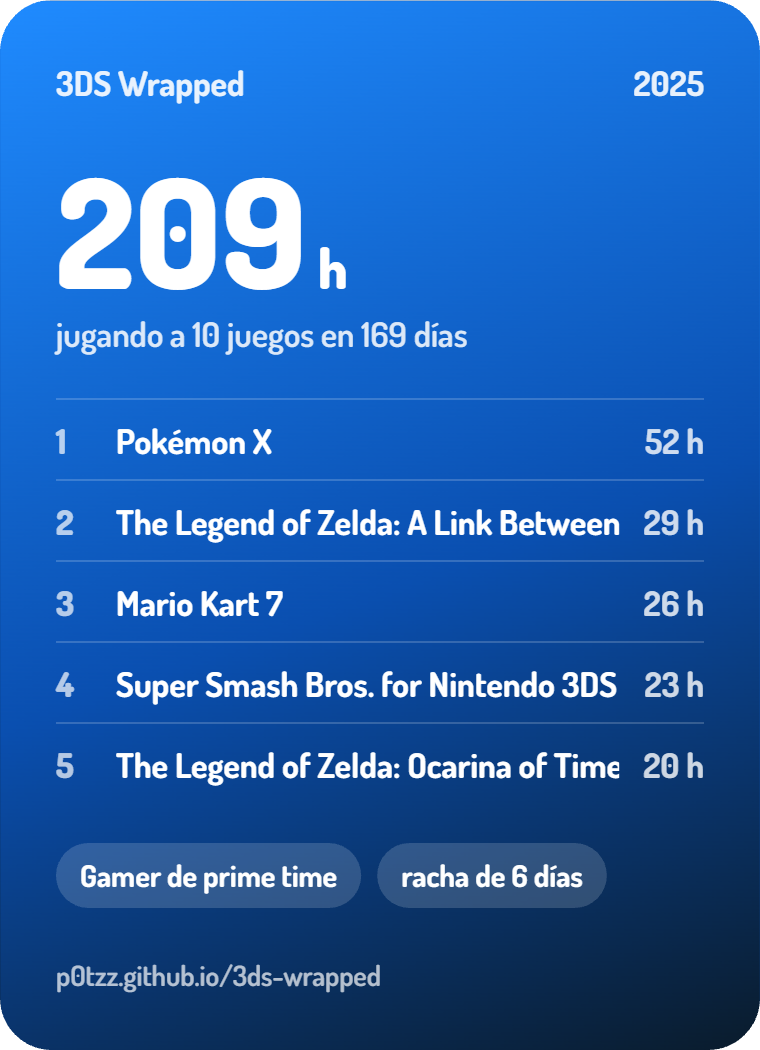 3DS Wrapped 2025
209 h
jugando a 10 juegos en 169 días
1 Pokémon X 52 h
2 The Legend of Zelda: A Link Between 29 h
3 Mario Kart 7 26 h
4 Super Smash Bros. for Nintendo 3DS 23 h
5 The Legend of Zelda: Ocarina of Time 20 h
Gamer de prime time racha de 6 días
p0tzz.github.io/3ds-wrapped